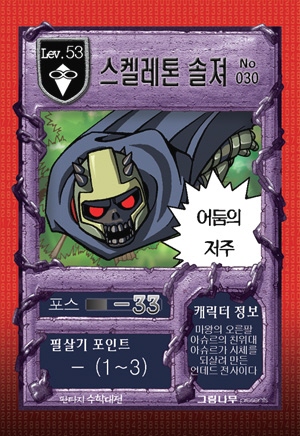 Lev.53
스켈레톤 솔져
No
030
어둠의
저주
포스 -33
필살기 포인트
- (1~3)
캐릭터 정보
마왕의 오른팔
아슈르의 친위대
아슈르가 시체를
되살려 만든
언데드 전사이다
판타지 수학대전
그림나무 presents